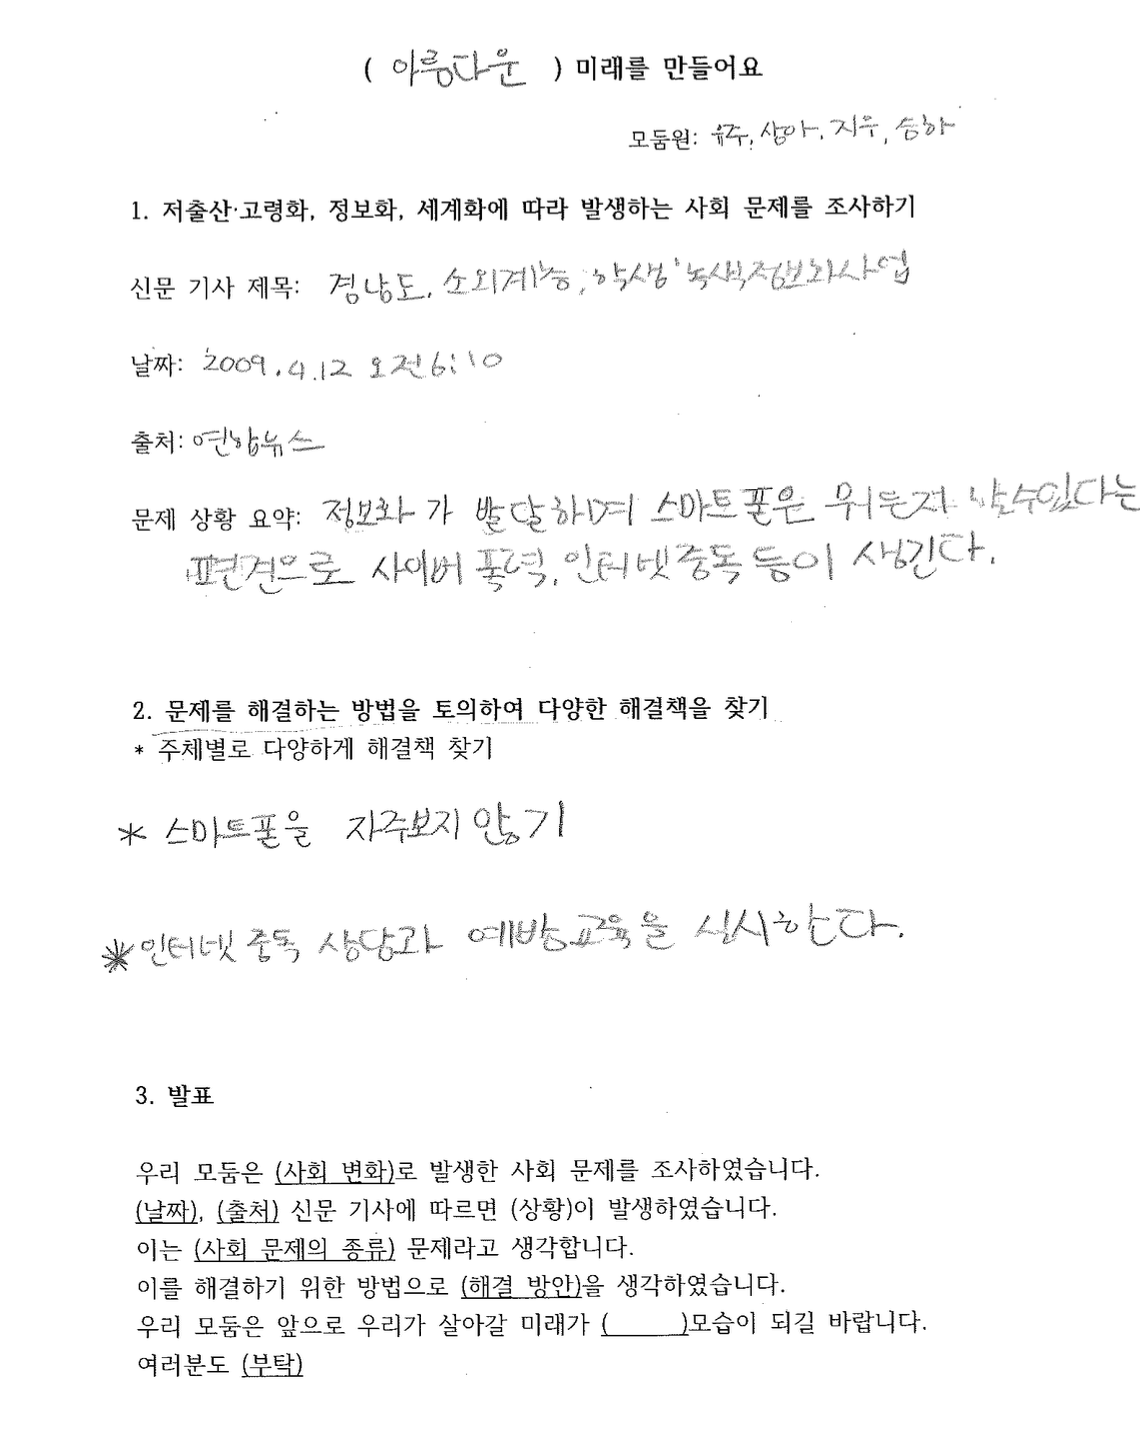 ( 아름다운 ) 미래를 만들어요
모둠원: 유주, 상아, 지우, 승하
1. 저출산·고령화, 정보화, 세계화에 따라 발생하는 사회 문제를 조사하기
신문 기사 제목: 경남도, 소외계층, 학생 '녹색정보화사업
날짜: 2009.4.12 오전6:10
출처: 연합뉴스
문제 상황 요약: 정보화가 발달하며 스마트폰은 뭐든지 할수있다는
편견으로 사이버 폭력, 인터넷중독등이 생긴다.
2. 문제를 해결하는 방법을 토의하여 다양한 해결책을 찾기
* 주체별로 다양하게 해결책 찾기
* 스마트폰을 자주보지 않기
* 인터넷 중독 상담과 예방교육을 실시한다.
3. 발표
우리 모둠은 (사회 변화)로 발생한 사회 문제를 조사하였습니다.
(날짜), (출처) 신문 기사에 따르면 (상황)이 발생하였습니다.
이는 (사회 문제의 종류) 문제라고 생각합니다.
이를 해결하기 위한 방법으로 (해결 방안)을 생각하였습니다.
우리 모둠은 앞으로 우리가 살아갈 미래가 (      )모습이 되길 바랍니다.
여러분도 (부탁)